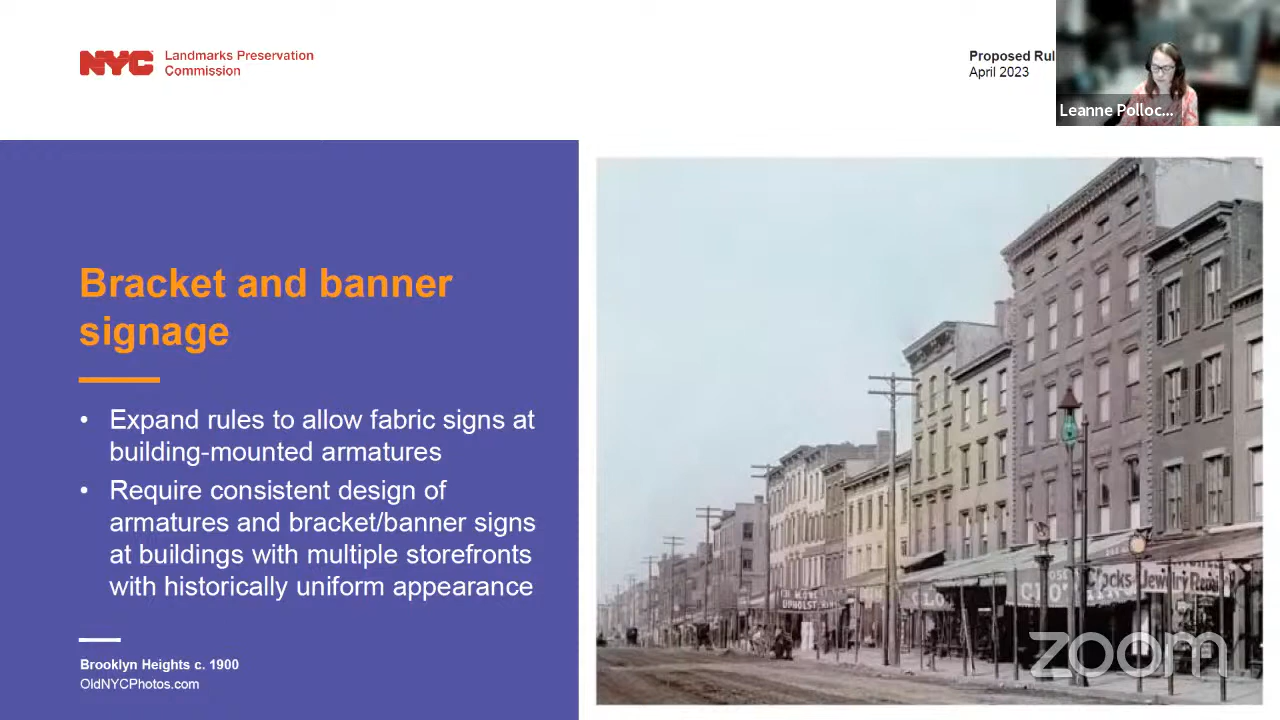 NYC Landmarks Preservation
Commission
Proposed Rul
April 2023
Leanne Polloc...
Bracket and banner
signage
• Expand rules to allow fabric signs at
building-mounted armatures
• Require consistent design of
armatures and bracket/banner signs
at buildings with multiple storefronts
with historically uniform appearance
Brooklyn Heights c. 1900
OldNYCPhotos.com
Clocks Jewelry
zoom